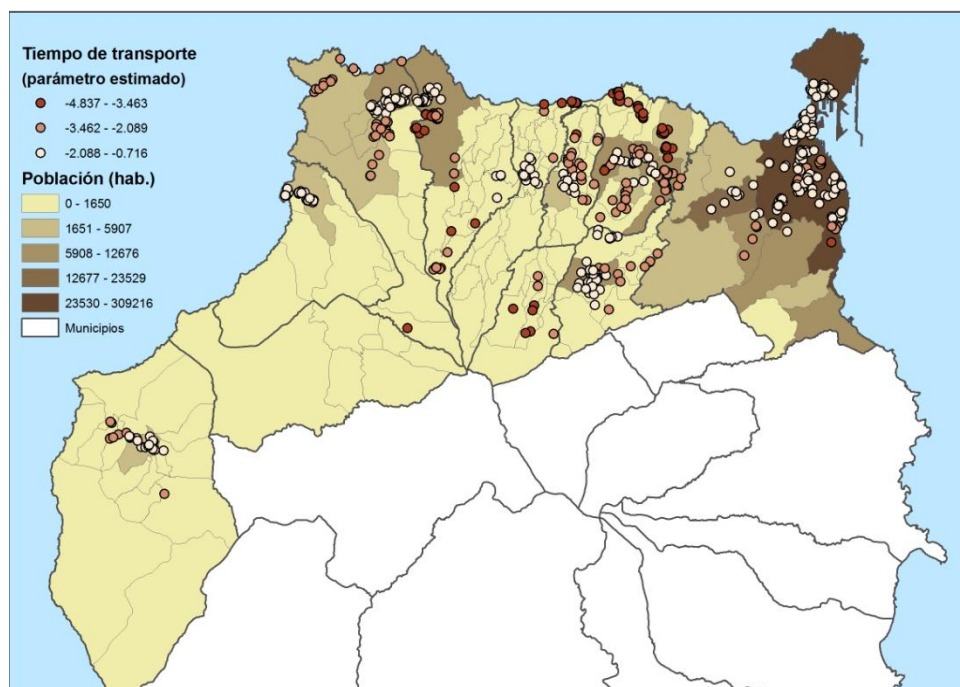 Tiempo de transporte
(parámetro estimado)
-4.837 - -3.463
-3.462 - -2.089
-2.088 - -0.716
Población (hab.)
0 - 1650
1651 - 5907
5908 - 12676
12677 - 23529
23530 - 309216
Municipios